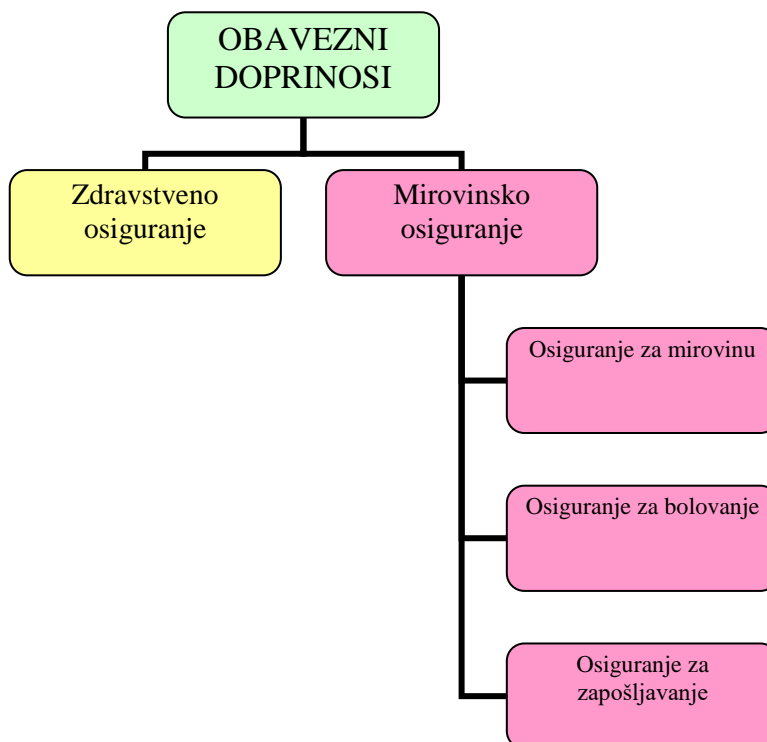 OBAVEZNI
DOPRINOSI
Zdravstveno
osiguranje
Mirovinsko
osiguranje
Osiguranje za mirovinu
Osiguranje za bolovanje
Osiguranje za
zapošljavanje